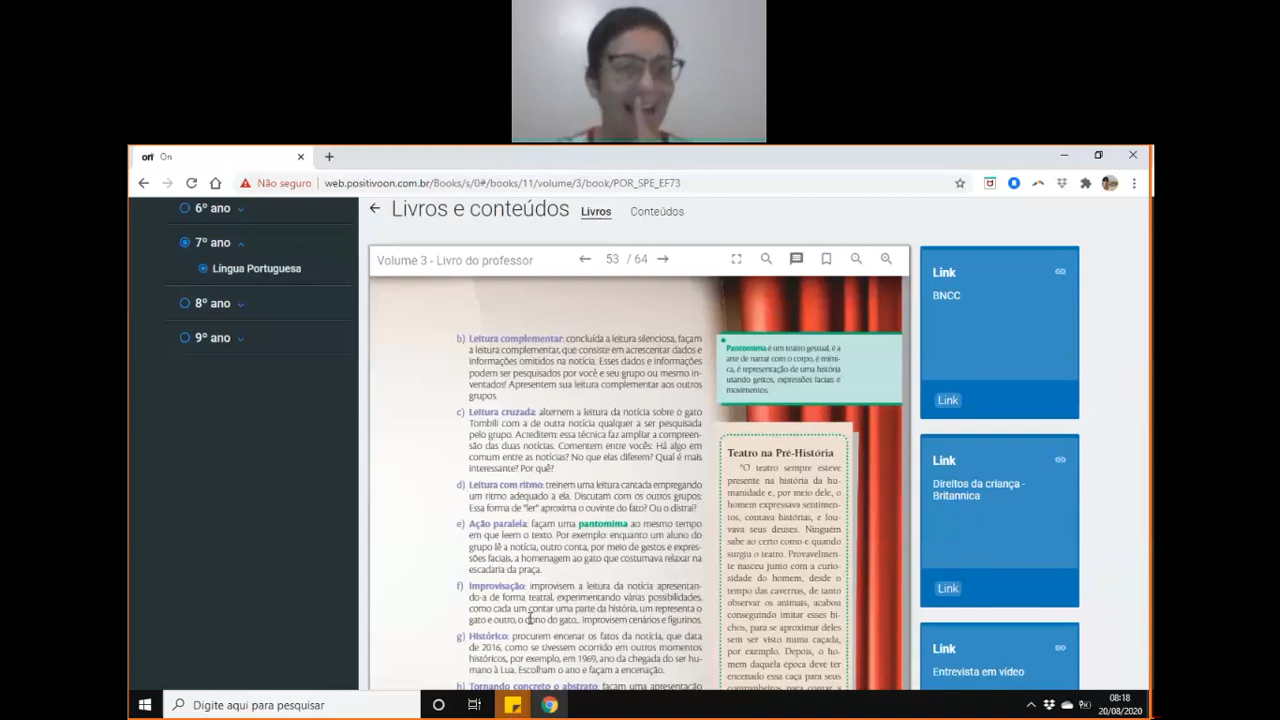 on On
Não seguro
web.positivoon.com.br/Books/s/0#/books/11/volume/3/book/POR_SPE_EF73
6º ano
7º ano
Língua Portuguesa
8º ano
9º ano
Livros e conteúdos Livros Conteúdos
Volume 3 - Livro do professor
53 / 64
b) Leitura complementar: concluída a leitura silenciosa, façam
a leitura complementar, que consiste em acrescentar dados e
informações omitidos na notícia. Esses dados e informações
podem ser pesquisados por você e seu grupo ou mesmo in-
ventados! Apresentem sua leitura complementar aos outros
grupos.
c) Leitura cruzada: alternem a leitura da notícia sobre o gato
Tombili com a de outra notícia qualquer a ser pesquisada
pelo grupo. Acreditem: essa técnica faz ampliar a compreen-
são das duas notícias. Comentem entre vocês: Há algo em
comum entre as notícias? No que elas diferem? Qual é mais
interessante? Por quê?
d) Leitura com ritmo: treinem uma leitura cantada empregando
um ritmo adequado a ela. Discutam com os outros grupos:
Essa forma de "ler" aproxima o ouvinte do fato? Ou o distrai?
e) Ação paralela: façam uma pantomima ao mesmo tempo
em que leem o texto. Por exemplo: enquanto um aluno do
grupo lê a notícia, outro conta, por meio de gestos e expres-
sões faciais, a homenagem ao gato que costumava relaxar na
escadaria da praça.
f) Improvisação: improvisem a leitura da notícia apresentan-
do-a de forma teatral, experimentando várias possibilidades,
como cada um contar uma parte da história, um representa o
gato e outro, o dono do gato... Improvisem cenários e figurinos.
g) Histórico: procurem encenar os fatos da notícia, que data
de 2016, como se tivessem ocorrido em outros momentos
históricos, por exemplo, em 1969, ano da chegada do ser hu-
mano à Lua. Escolham o ano e façam a encenação.
h) Tornando concreto o abstrato: façam uma apresentação
Pantomima é um teatro gestual, é a
arte de narrar com o corpo, é mími-
ca, é representação de uma história
usando gestos, expressões faciais e
movimentos.
Teatro na Pré-História
"O teatro sempre esteve
presente na história da hu-
manidade e, por meio dele, o
homem expressava sentimen-
tos, contava histórias, e lou-
vava seus deuses. Ninguém
sabe ao certo como e quando
surgiu o teatro. Provavelmen-
te nasceu junto com a curio-
sidade do homem, desde o
tempo das cavernas, de tanto
observar os animais, acabou
conseguindo imitar esses bi-
chos, para se aproximar deles
sem ser visto numa caçada,
por exemplo. Depois, o ho-
mem daquela época deve ter
encenado essa caça para seus
companheiros para contar a
Link
BNCC
Link
Link
Direitos da criança -
Britannica
Link
Link
Entrevista em vídeo
Digite aqui para pesquisar
08:18
20/08/2020